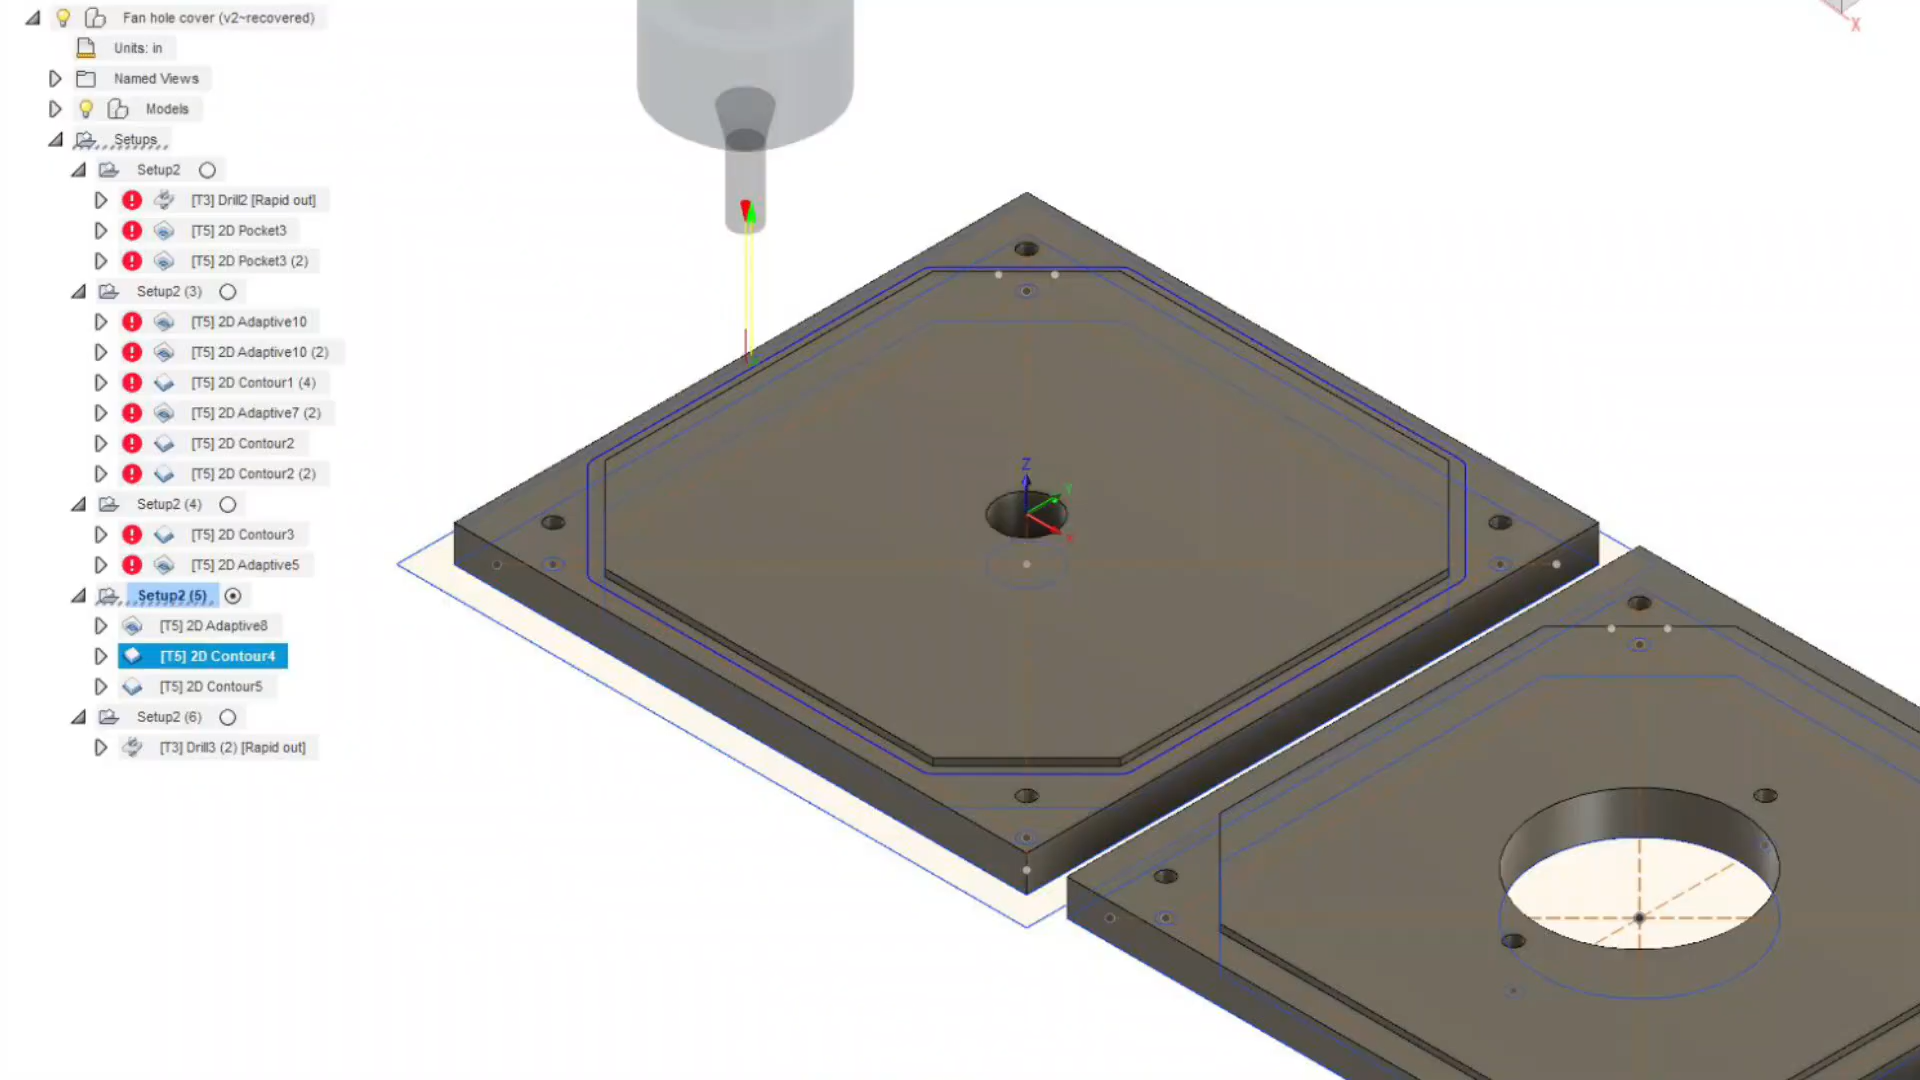 Fan hole cover (v2~recovered)
Units: in
Named Views
Models
Setups
Setup2
[T3] Drill2 [Rapid out]
[T5] 2D Pocket3
[T5] 2D Pocket3 (2)
Setup2 (3)
[T5] 2D Adaptive10
[T5] 2D Adaptive10 (2)
[T5] 2D Contour1 (4)
[T5] 2D Adaptive7 (2)
[T5] 2D Contour2
[T5] 2D Contour2 (2)
Setup2 (4)
[T5] 2D Contour3
[T5] 2D Adaptive5
Setup2 (5)
[T5] 2D Adaptive8
[T5] 2D Contour4
[T5] 2D Contour5
Setup2 (6)
[T3] Drill3 (2) [Rapid out]
X
Z
Y
X